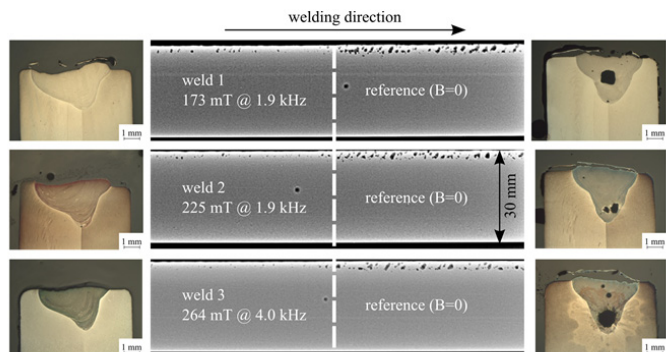 welding direction
weld 1
173 mT @ 1.9 kHz
reference (B=0)
1 mm
1 mm
weld 2
225 mT @ 1.9 kHz
reference (B=0)
30 mm
1 mm
1 mm
weld 3
264 mT @ 4.0 kHz
reference (B=0)
1 mm
1 mm